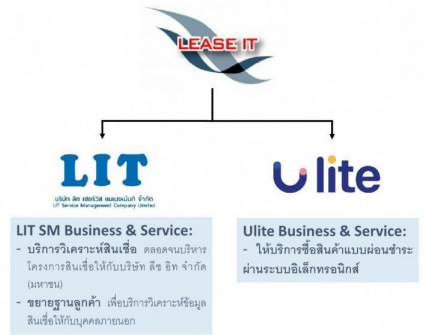 LEASE IT
LIT
บริษัท ลิท เซอร์วิส แมเนจเม้นท์ จำกัด
LIT Service Management Company Limited
LIT SM Business & Service:
- บริการวิเคราะห์สินเชื่อ ตลอดจนบริหาร
โครงการสินเชื่อให้กับบริษัท ลีซ อิท จำกัด
(มหาชน)
- ขยายฐานลูกค้า เพื่อบริการวิเคราะห์ข้อมูล
สินเชื่อให้กับบุคคลภายนอก
Ulite
Ulite Business & Service:
- ให้บริการซื้อสินค้าแบบผ่อนชำระ
ผ่านระบบอิเล็กทรอนิกส์